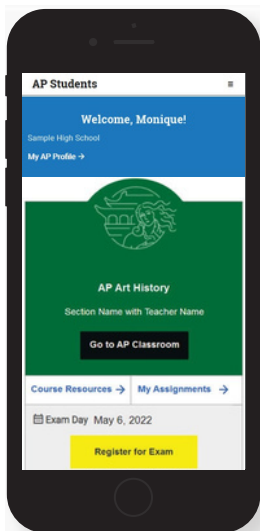 AP Students
Welcome, Monique!
Sample High School
My AP Profile →
AP Art History
Section Name with Teacher Name
Go to AP Classroom
Course Resources → My Assignments →
Exam Day May 6, 2022
Register for Exam